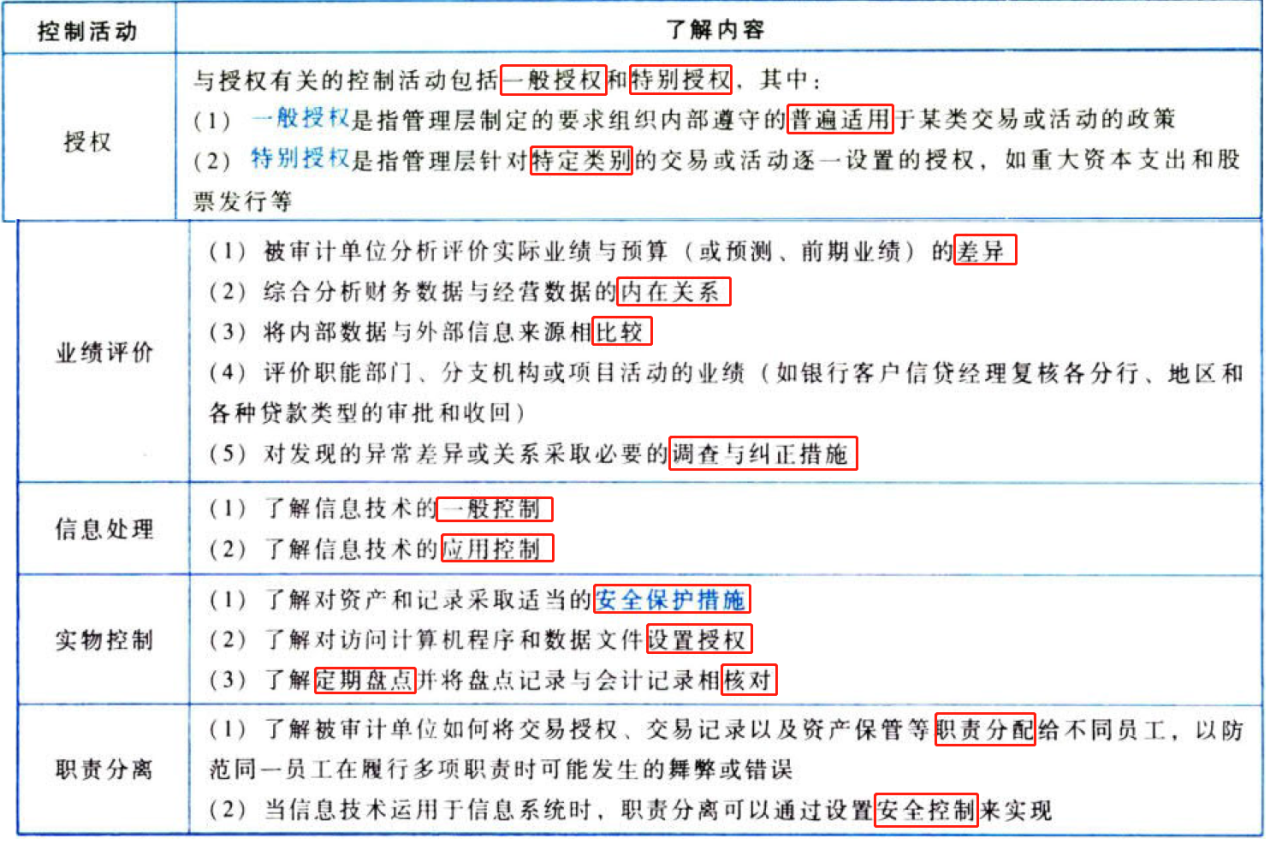 控制活动
了解内容
授权
与授权有关的控制活动包括一般授权和特别授权，其中：
（1）一般授权是指管理层制定的要求组织内部遵守的普遍适用于某类交易或活动的政策
（2）特别授权是指管理层针对特定类别的交易或活动逐一设置的授权，如重大资本支出和股
票发行等
业绩评价
（1）被审计单位分析评价实际业绩与预算（或预测、前期业绩）的差异
（2）综合分析财务数据与经营数据的内在关系
（3）将内部数据与外部信息来源相比较
（4）评价职能部门、分支机构或项目活动的业绩（如银行客户信贷经理复核各分行、地区和
各种贷款类型的审批和收回）
（5）对发现的异常差异或关系采取必要的调查与纠正措施
信息处理
（1）了解信息技术的一般控制
（2）了解信息技术的应用控制
实物控制
（1）了解对资产和记录采取适当的安全保护措施
（2）了解对访问计算机程序和数据文件设置授权
（3）了解定期盘点并将盘点记录与会计记录相核对
职责分离
（1）了解被审计单位如何将交易授权、交易记录以及资产保管等职责分配给不同员工，以防
范同一员工在履行多项职责时可能发生的舞弊或错误
（2）当信息技术运用于信息系统时，职责分离可以通过设置安全控制来实现